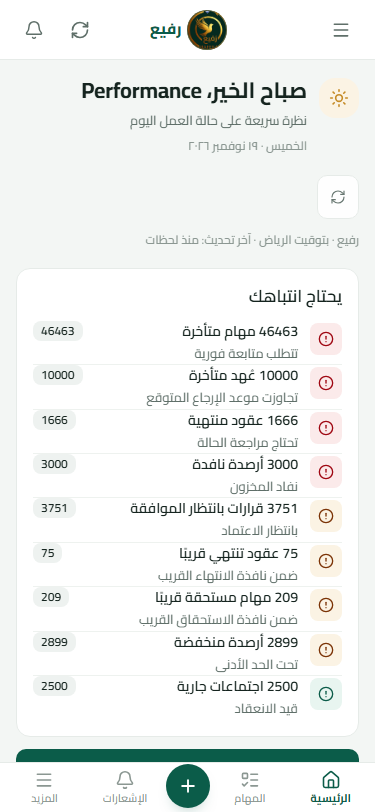 رفيع
صباح الخير، Performance
نظرة سريعة على حالة العمل اليوم
الخميس · ١٩ نوفمبر ٢٠٢٦
رفيع · بتوقيت الرياض · آخر تحديث: منذ لحظات
يحتاج انتباهك
46463 مهام متأخرة
46463
تتطلب متابعة فورية
10000 عُهد متأخرة
10000
تجاوزت موعد الإرجاع المتوقع
1666 عقود منتهية
1666
تحتاج مراجعة الحالة
3000 أرصدة نافدة
3000
نفاد المخزون
3751 قرارات بانتظار الموافقة
3751
بانتظار الاعتماد
75 عقود تنتهي قريبًا
75
ضمن نافذة الانتهاء القريب
209 مهام مستحقة قريبًا
209
ضمن نافذة الاستحقاق القريب
2899 أرصدة منخفضة
2899
تحت الحد الأدنى
2500 اجتماعات جارية
2500
قيد الانعقاد
الرئيسية
المهام
الإشعارات
المزيد